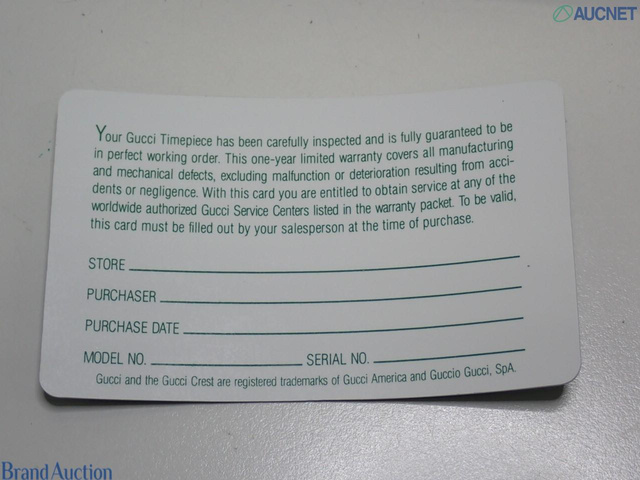 AUCNET
Your Gucci Timepiece has been carefully inspected and is fully guaranteed to be
in perfect working order. This one-year limited warranty covers all manufacturing
and mechanical defects, excluding malfunction or deterioration resulting from acci-
dents or negligence. With this card you are entitled to obtain service at any of the
worldwide authorized Gucci Service Centers listed in the warranty packet. To be valid,
this card must be filled out by your salesperson at the time of purchase.
STORE
PURCHASER
PURCHASE DATE
MODEL NO. SERIAL NO.
Gucci and the Gucci Crest are registered trademarks of Gucci America and Guccio Gucci, SpA.
Brand Auction